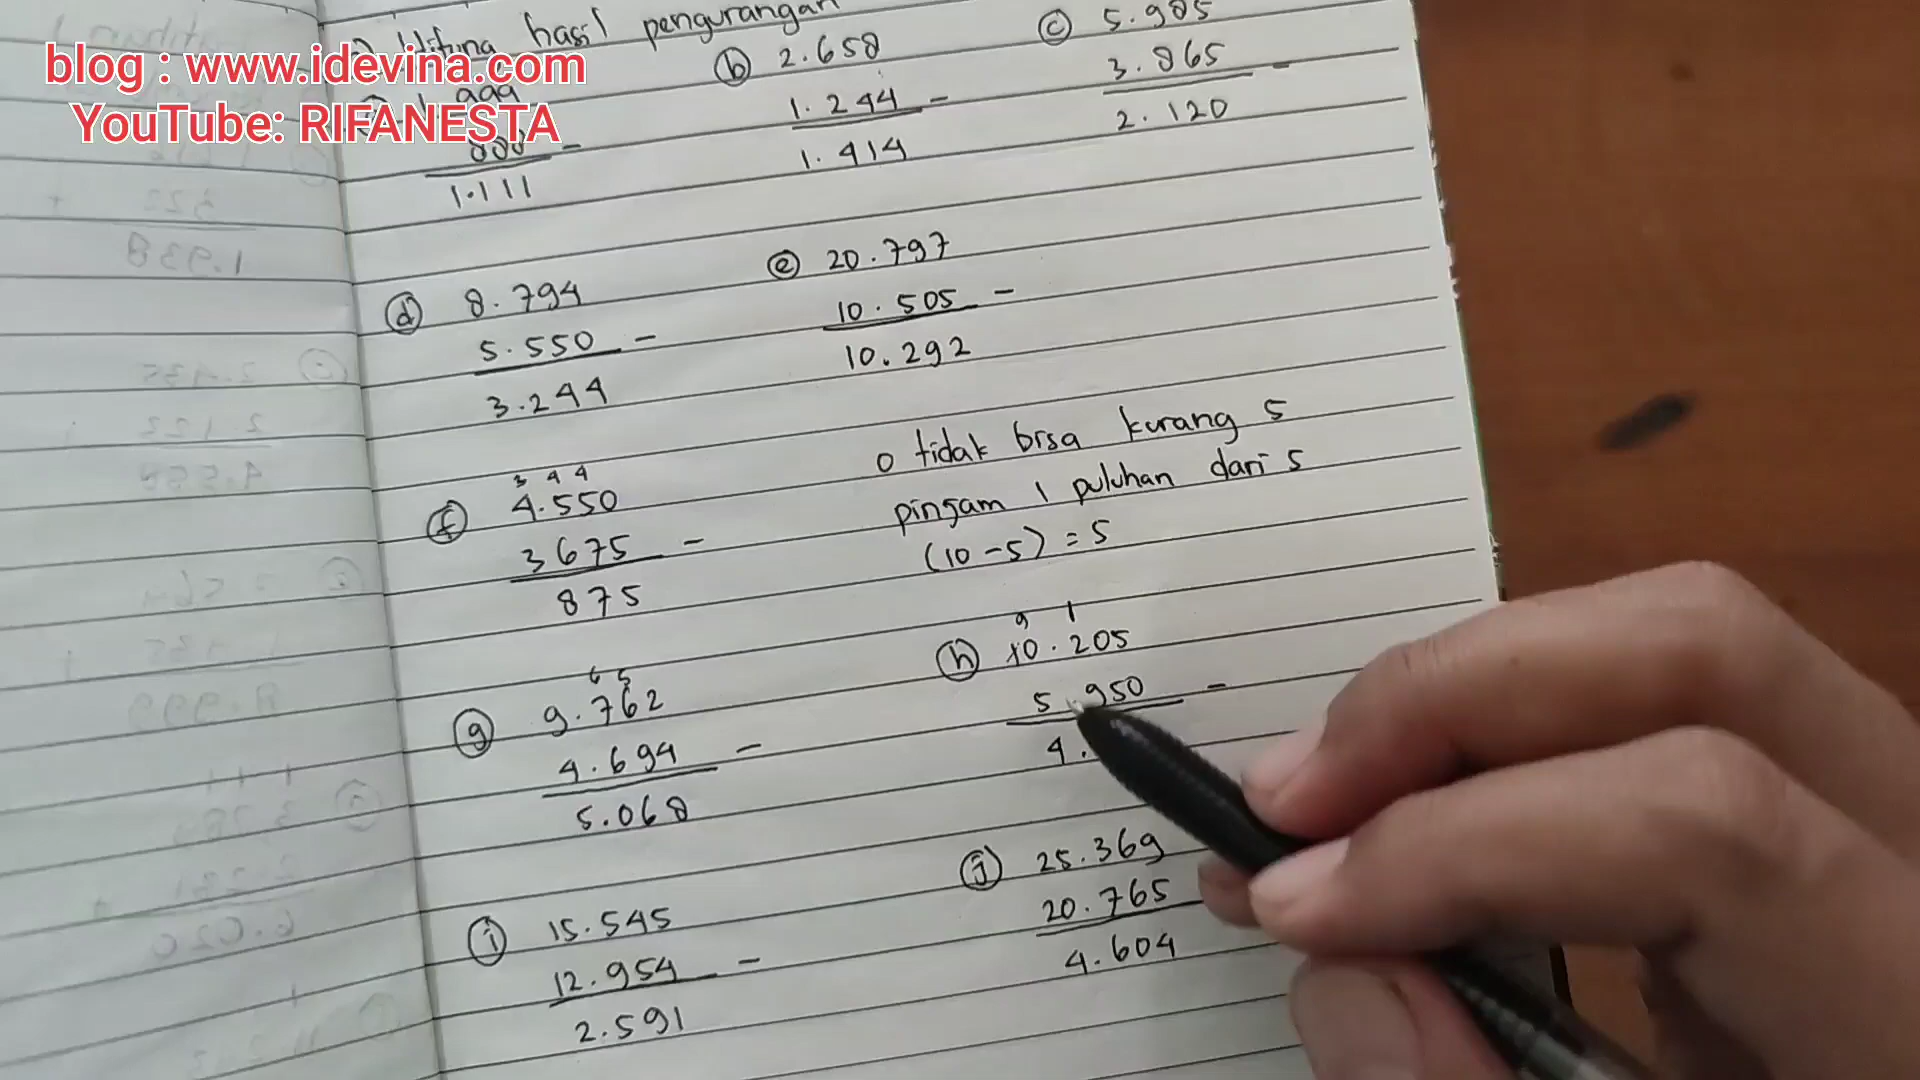 hasil pengurangan
blog : www.idevina.com
YouTube: RIFANESTA
888 -
1.111
(b) 2.658
1.244 -
1.414
(c) 5.985
3.865 -
2.120
(d) 8.794
5.550 -
3.244
(e) 20.797
10.505 -
10.292
3 4 4
(f) 4.550
3675 -
875
0 tidak bisa kurang 5
pinjam 1 puluhan dari 5
(10-5) = 5
6 5
(g) 9.762
4.694 -
5.068
9 1
(h) 10.205
5.950 -
4.
(i) 15.545
12.954 -
2.591
(j) 25.369
20.765
4.604